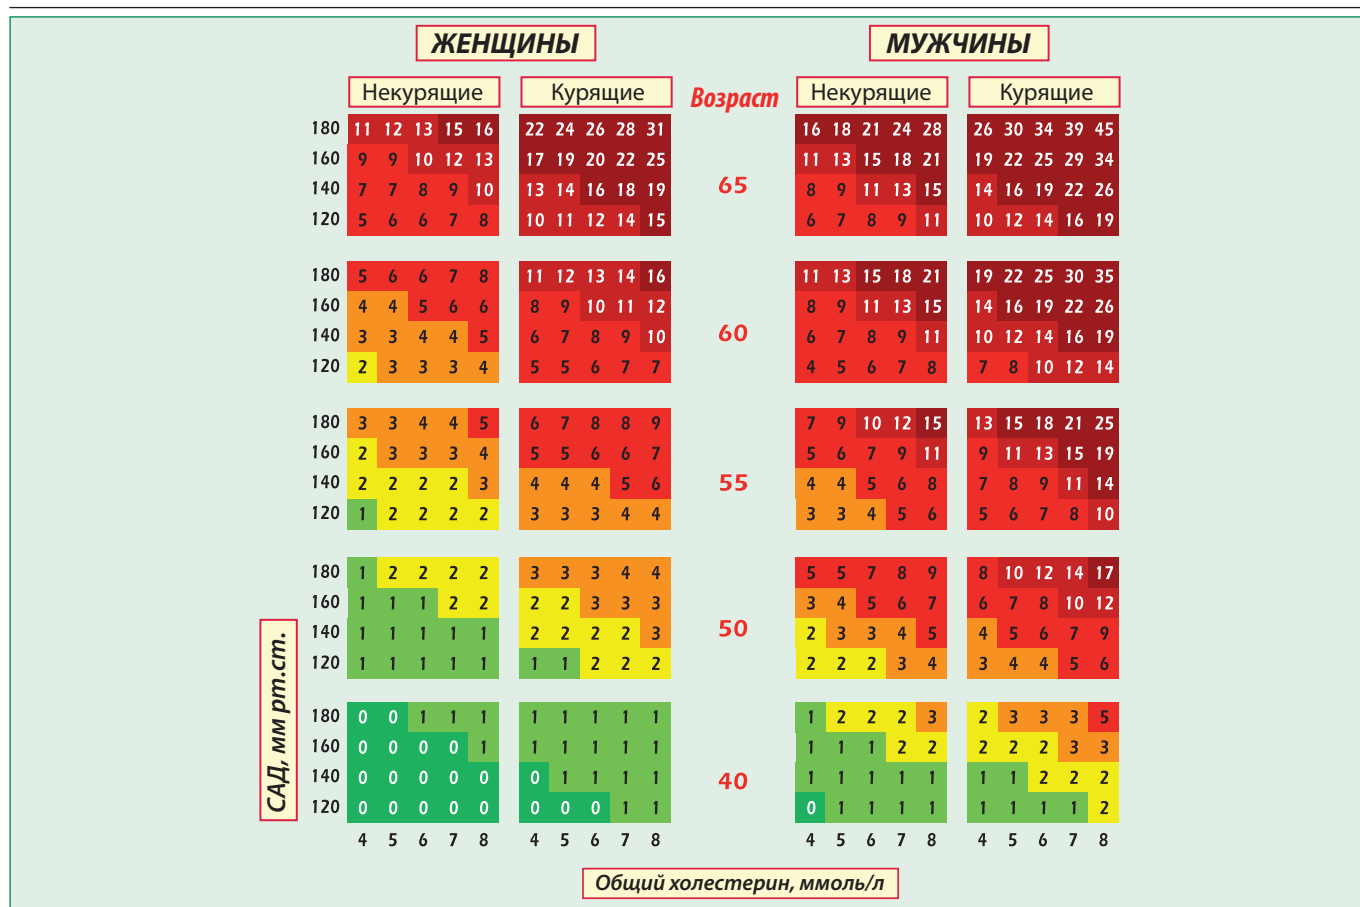 ЖЕНЩИНЫ МУЖЧИНЫ
Некурящие Курящие Возраст Некурящие Курящие
180 11 12 13 15 16 22 24 26 28 31 16 18 21 24 28 26 30 34 39 45
160 9 9 10 12 13 17 19 20 22 25 11 13 15 18 21 19 22 25 29 34
65
140 7 7 8 9 10 13 14 16 18 19 8 9 11 13 15 14 16 19 22 26
120 5 6 6 7 8 10 11 12 14 15 6 7 8 9 11 10 12 14 16 19
180 5 6 6 7 8 11 12 13 14 16 11 13 15 18 21 19 22 25 30 35
160 4 4 5 6 6 8 9 10 11 12 8 9 11 13 15 14 16 19 22 26
60
140 3 3 4 4 5 6 7 8 9 10 6 7 8 9 11 10 12 14 16 19
120 2 3 3 3 4 5 5 6 7 7 4 5 6 7 8 7 8 10 12 14
180 3 3 4 4 5 6 7 8 8 9 7 9 10 12 15 13 15 18 21 25
160 2 3 3 3 4 5 5 6 6 7 5 6 7 9 11 9 11 13 15 19
55
140 2 2 2 2 3 4 4 4 5 6 4 4 5 6 8 7 8 9 11 14
120 1 2 2 2 2 3 3 3 4 4 3 3 4 5 6 5 6 7 8 10
180 1 2 2 2 2 3 3 3 4 4 5 5 7 8 9 8 10 12 14 17
160 1 1 1 2 2 2 2 3 3 3 3 4 5 6 7 6 7 8 10 12
50
140 1 1 1 1 1 2 2 2 2 3 2 3 3 4 5 4 5 6 7 9
120 1 1 1 1 1 1 1 2 2 2 2 2 2 3 4 3 4 4 5 6
180 0 0 1 1 1 1 1 1 1 1 1 2 2 2 3 2 3 3 3 5
160 0 0 0 0 1 1 1 1 1 1 1 1 1 2 2 2 2 2 3 3
40
140 0 0 0 0 0 0 1 1 1 1 1 1 1 1 1 1 1 2 2 2
120 0 0 0 0 0 0 0 0 1 1 0 1 1 1 1 1 1 1 1 2
САД, мм рт.ст.
4 5 6 7 8 4 5 6 7 8 4 5 6 7 8 4 5 6 7 8
Общий холестерин, ммоль/л